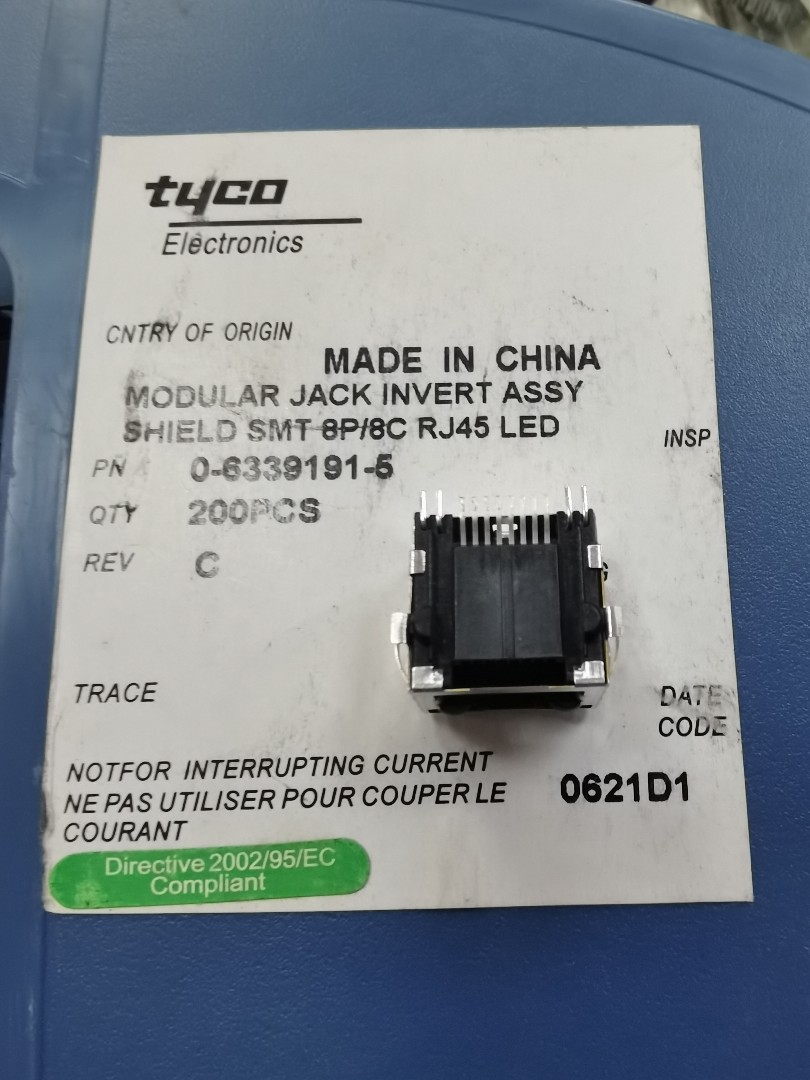 tyco
Electronics
CNTRY OF ORIGIN
MADE IN CHINA
MODULAR JACK INVERT ASSY
SHIELD SMT 8P/8C RJ45 LED
INSP
PN 0-6339191-5
QTY 200PCS
REV C
TRACE
DATE
CODE
NOTFOR INTERRUPTING CURRENT
NE PAS UTILISER POUR COUPER LE
COURANT
0621D1
Directive 2002/95/EC
Compliant